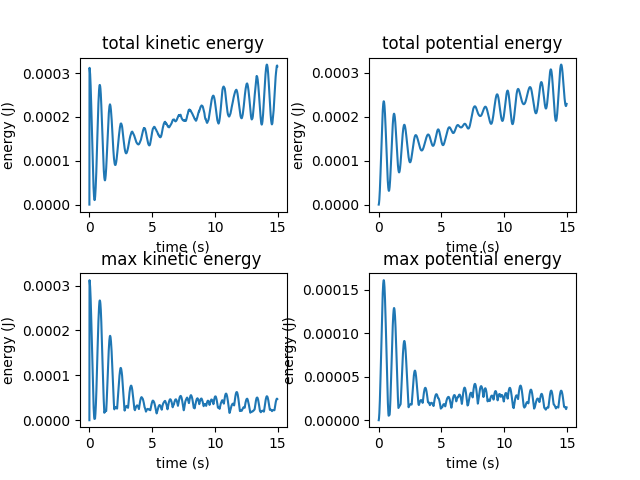 total kinetic energy
energy (J)
0.0003
0.0002
0.0001
0.0000
0
5
10
15
time (s)
total potential energy
energy (J)
0.0003
0.0002
0.0001
0.0000
0
5
10
15
time (s)
max kinetic energy
energy (J)
0.0003
0.0002
0.0001
0.0000
0
5
10
15
time (s)
max potential energy
energy (J)
0.00015
0.00010
0.00005
0.00000
0
5
10
15
time (s)